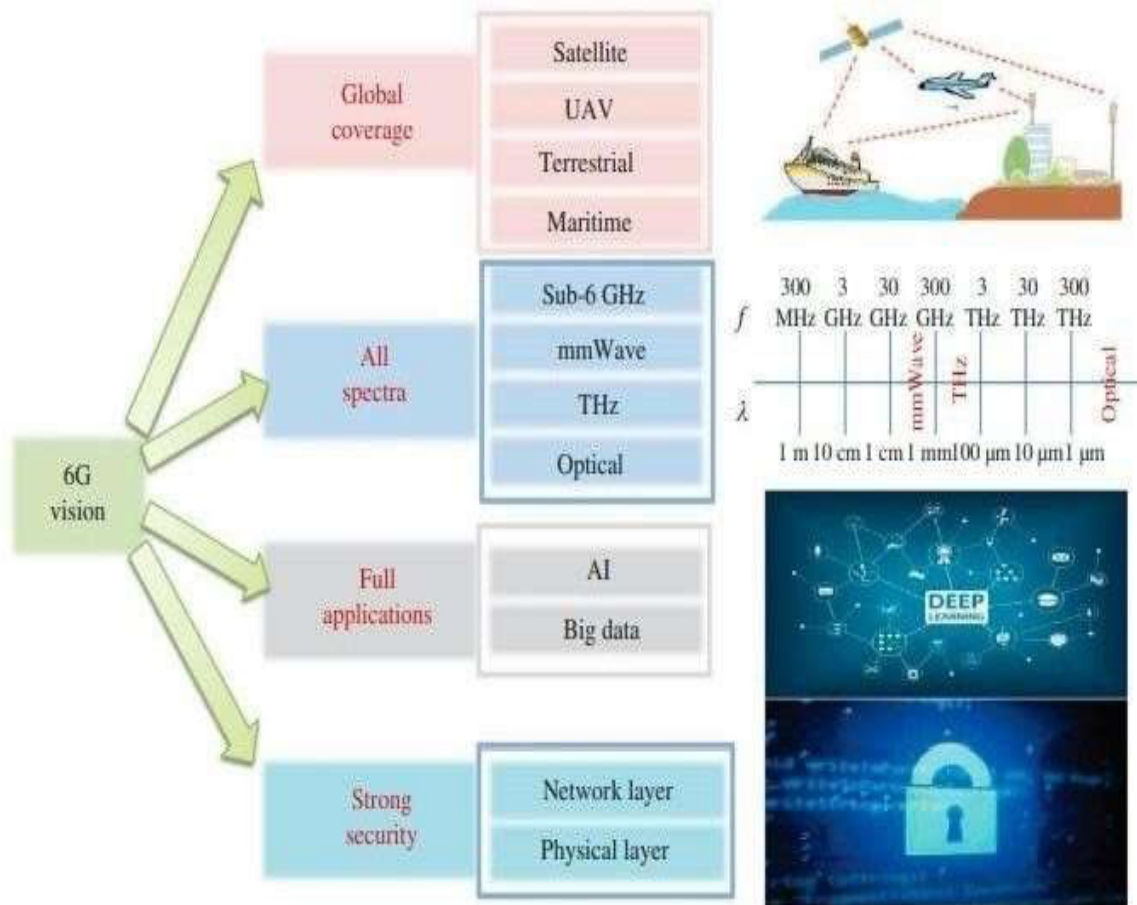 6G
vision
Global
coverage
Satellite
UAV
Terrestrial
Maritime
All
spectra
Sub-6 GHz
mmWave
THz
Optical
Full
applications
AI
Big data
Strong
security
Network layer
Physical layer
300 3 30 300 3 30 300
f MHz GHz GHz GHz THz THz THz
mmWave
THz
Optical
λ
1 m 10 cm 1 cm 1 mm 100 μm 10 μm 1 μm
DEEP
LEARNING